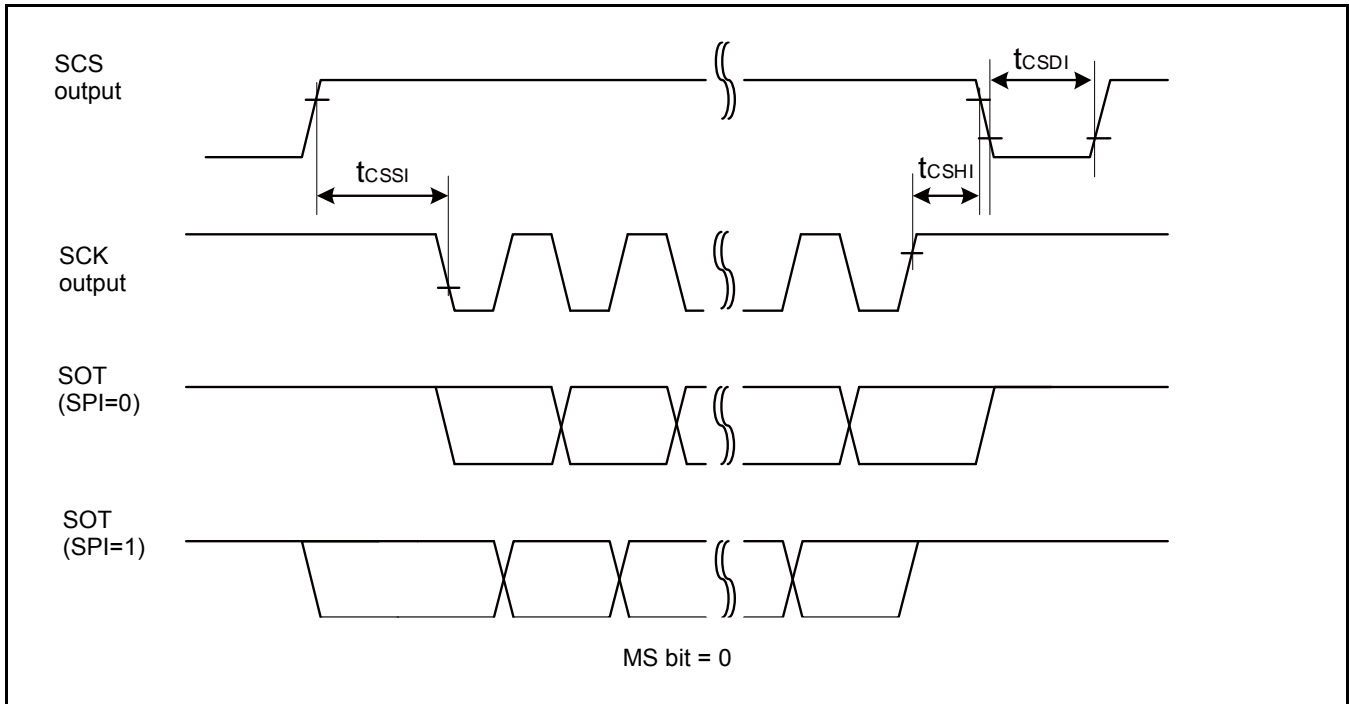 SCS
output
tCSDI
tCSSI
tCSHI
SCK
output
SOT
(SPI=0)
SOT
(SPI=1)
MS bit = 0